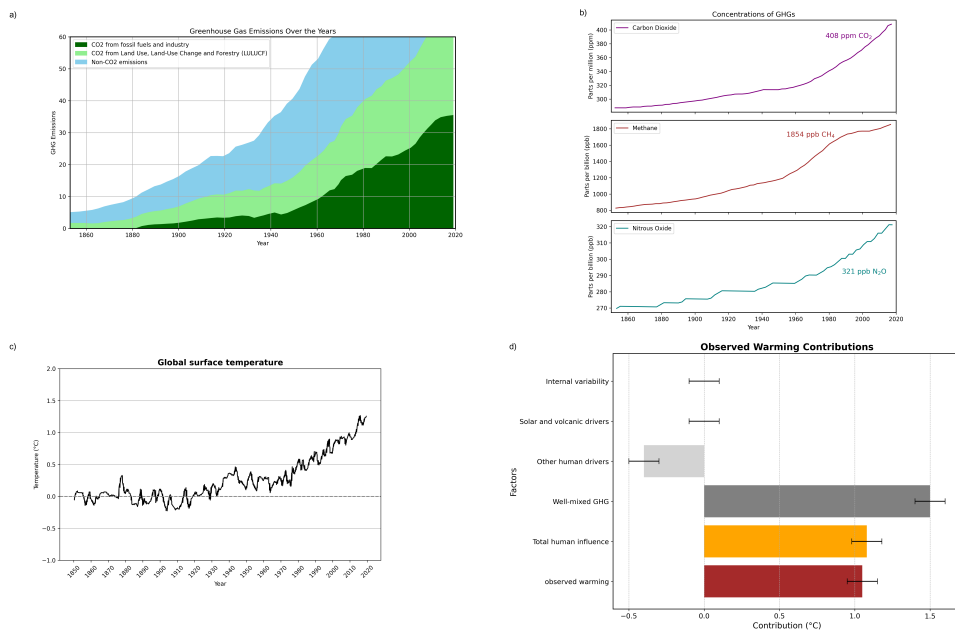 a)
Greenhouse Gas Emissions Over the Years
CO2 from fossil fuels and industry
CO2 from Land Use, Land-Use Change and Forestry (LULUCF)
Non-CO2 emissions
GHG Emissions
60
50
40
30
20
10
0
1860 1880 1900 1920 1940 1960 1980 2000 2020
Year
b)
Concentrations of GHGs
Carbon Dioxide
408 ppm CO₂
Parts per million (ppm)
400
380
360
340
320
300
Methane
1854 ppb CH₄
Parts per billion (ppb)
1800
1600
1400
1200
1000
800
Nitrous Oxide
321 ppb N₂O
Parts per billion (ppb)
320
310
300
290
280
270
1860 1880 1900 1920 1940 1960 1980 2000 2020
Year
c)
Global surface temperature
Temperature (°C)
2.0
1.5
1.0
0.5
0.0
−0.5
−1.0
1850 1860 1870 1880 1890 1900 1910 1920 1930 1940 1950 1960 1970 1980 1990 2000 2010 2020
Year
d)
Observed Warming Contributions
Factors
Internal variability
Solar and volcanic drivers
Other human drivers
Well-mixed GHG
Total human influence
observed warming
−0.5 0.0 0.5 1.0 1.5
Contribution (°C)